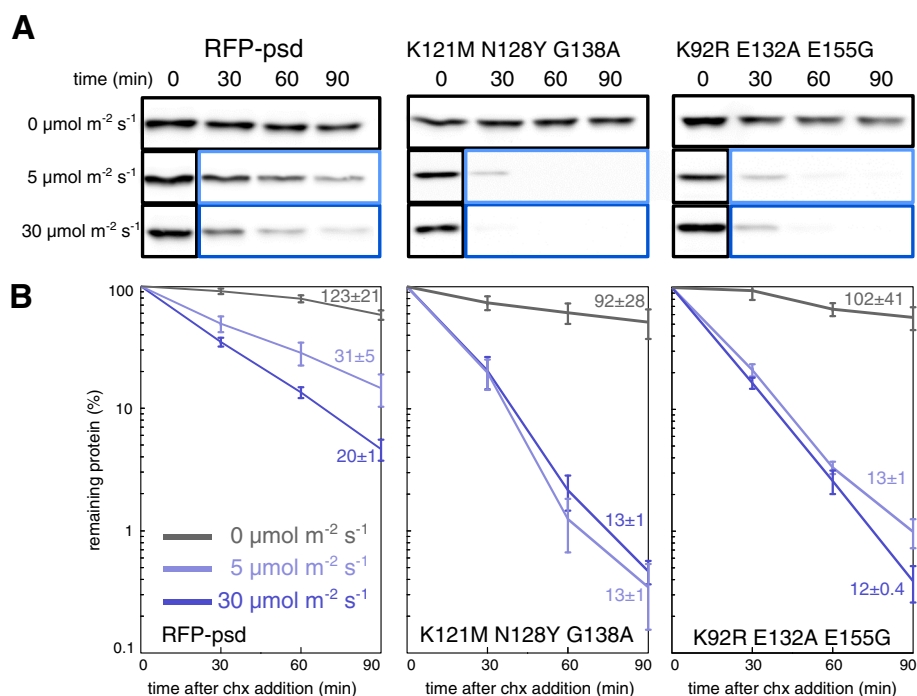 A
RFP-psd K121M N128Y G138A K92R E132A E155G
time (min) 0 30 60 90 0 30 60 90 0 30 60 90
0 µmol m-2 s-1
5 µmol m-2 s-1
30 µmol m-2 s-1
B
100 123±21 92±28 102±41
31±5
10
20±1
13±1
13±1
1
0 µmol m-2 s-1
5 µmol m-2 s-1
13±1
12±0.4
30 µmol m-2 s-1
remaining protein (%)
RFP-psd K121M N128Y G138A K92R E132A E155G
0.1
0 30 60 90 0 30 60 90 0 30 60 90
time after chx addition (min) time after chx addition (min) time after chx addition (min)